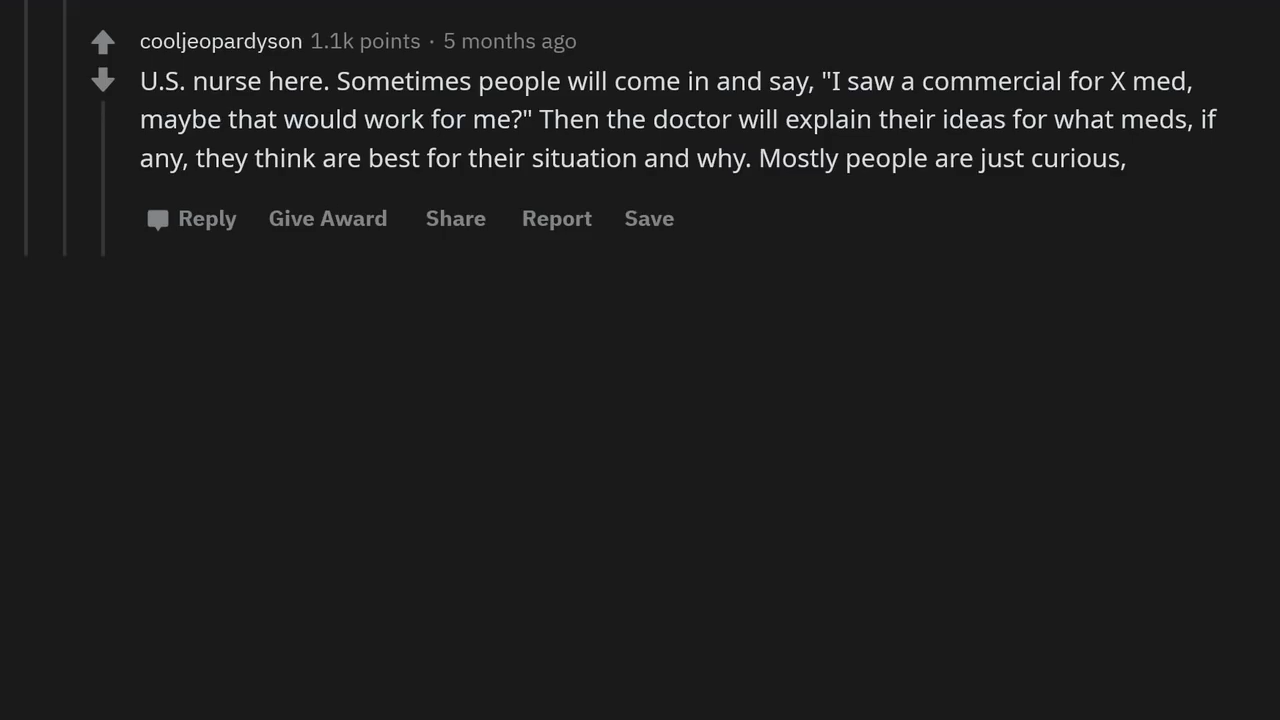 cooljeopardyson 1.1k points · 5 months ago
U.S. nurse here. Sometimes people will come in and say, "I saw a commercial for X med,
maybe that would work for me?" Then the doctor will explain their ideas for what meds, if
any, they think are best for their situation and why. Mostly people are just curious,
Reply Give Award Share Report Save